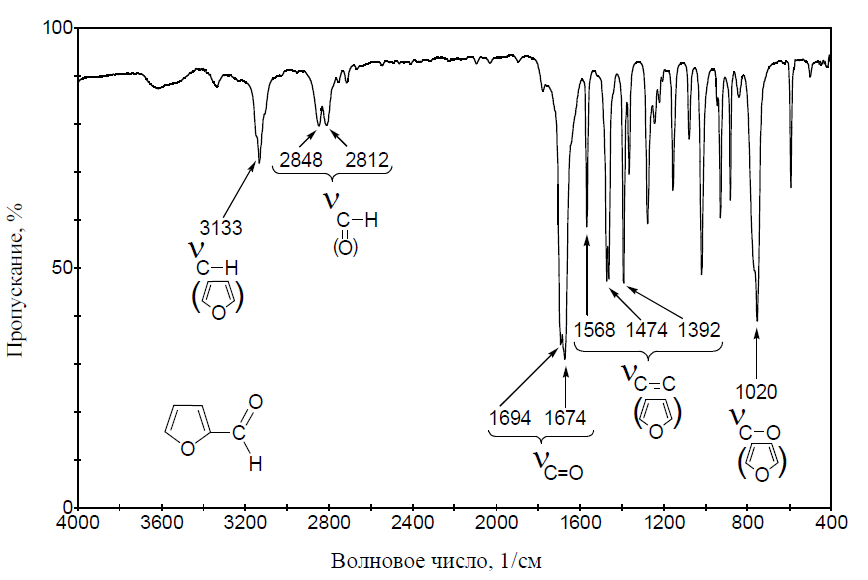 100
50
0
Пропускание, %
2848 2812
ν
C–H
(O)
3133
ν
C–H
(O)
1568 1474 1392
ν
C=C
(O)
1694 1674
ν
C=O
1020
ν
C–O
(O)
O
O
C
H
4000 3600 3200 2800 2400 2000 1600 1200 800 400
Волновое число, 1/см